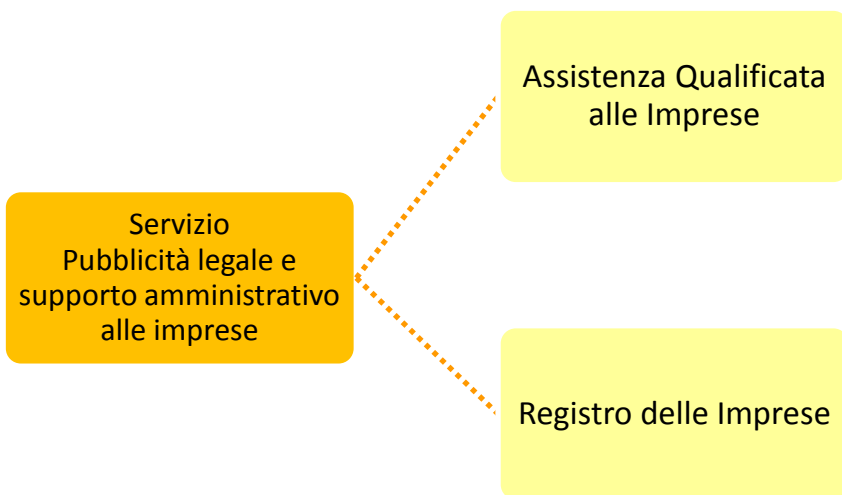 Assistenza Qualificata
alle Imprese
Servizio
Pubblicità legale e
supporto amministrativo
alle imprese
Registro delle Imprese